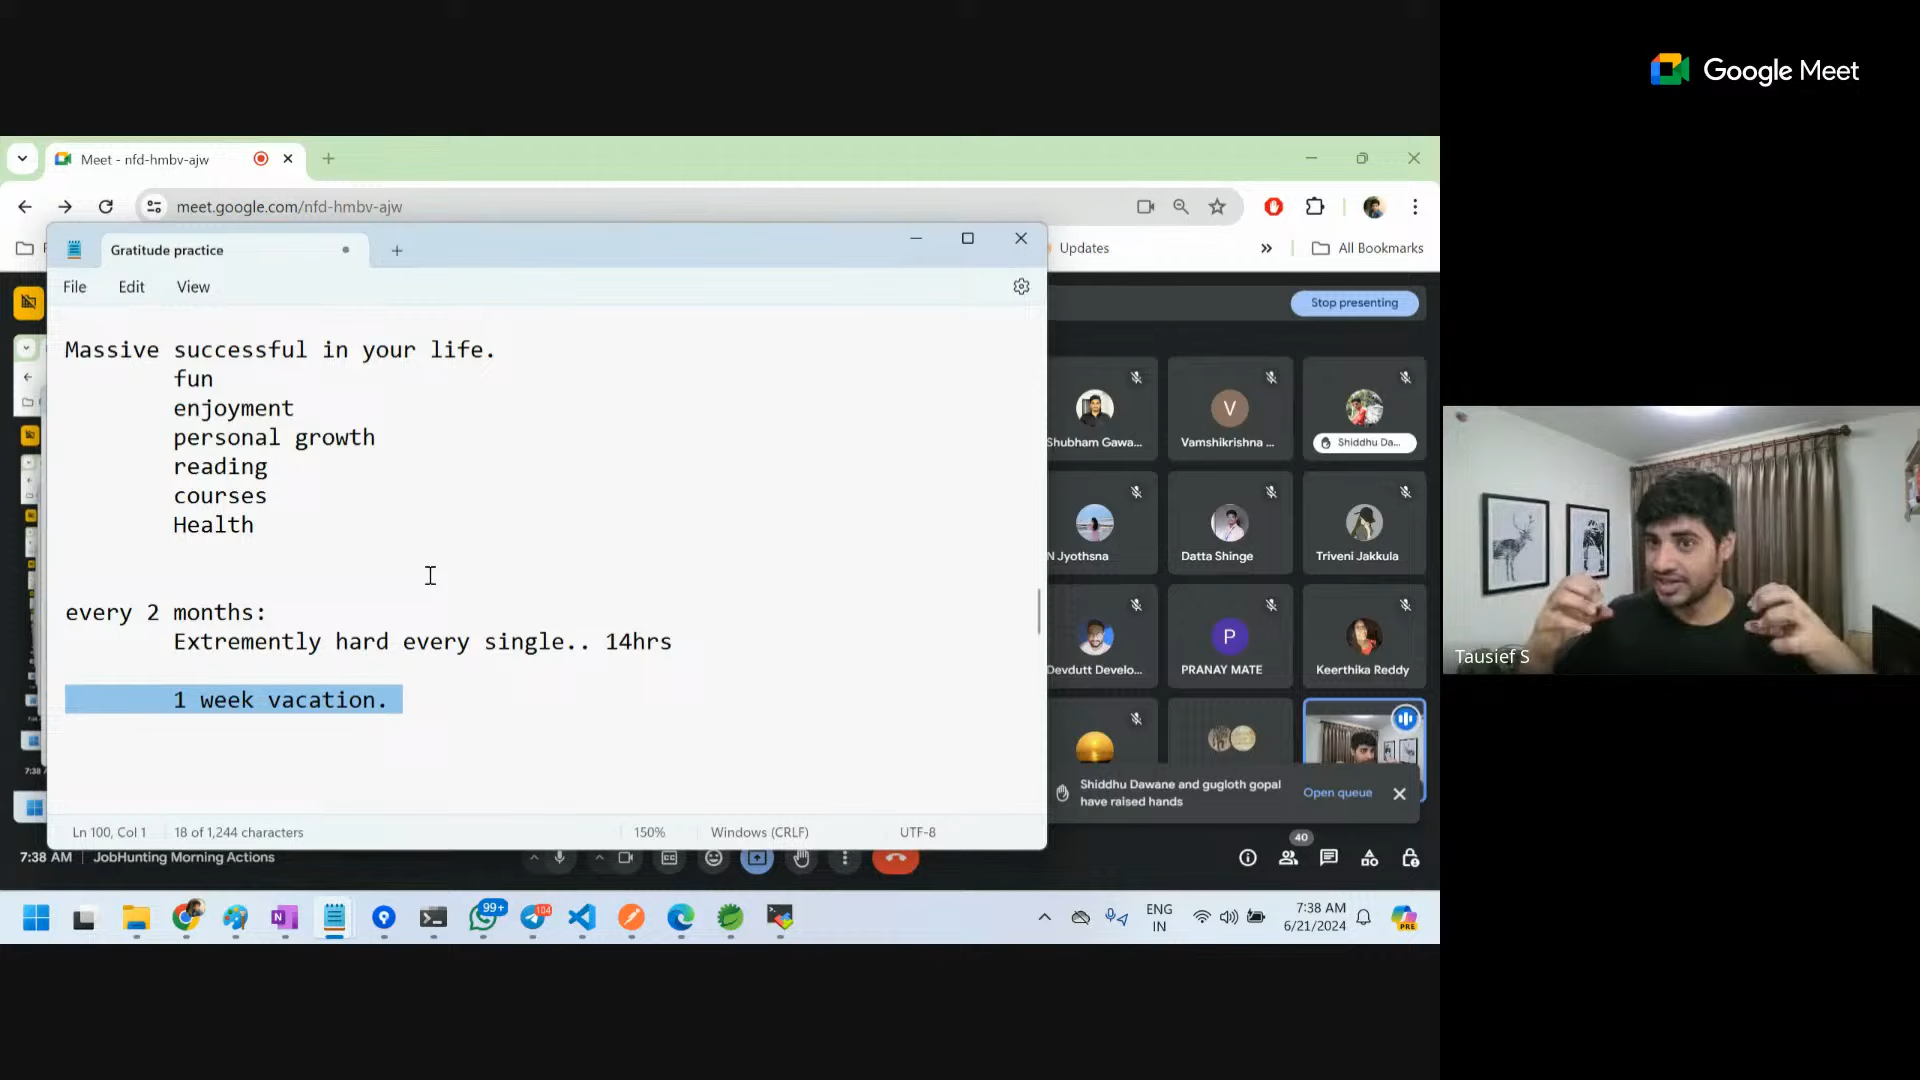 Google Meet
Meet - nfd-hmbv-ajw
meet.google.com/nfd-hmbv-ajw
Updates
All Bookmarks
Gratitude practice
File Edit View
Stop presenting
Massive successful in your life.
fun
enjoyment
personal growth
reading
courses
Health
every 2 months:
Extremently hard every single.. 14hrs
1 week vacation.
Shubham Gawa...
Vamshikrishna ...
Shiddhu Da...
N Jyothsna
Datta Shinge
Triveni Jakkula
Devdutt Develo...
P
PRANAY MATE
Keerthika Reddy
V
Shiddhu Dawane and gugloth gopal
have raised hands
Open queue
Tausief S
Ln 100, Col 1 18 of 1,244 characters 150% Windows (CRLF) UTF-8
7:38 AM JobHunting Morning Actions
40
99+
104
ENG
IN
7:38 AM
6/21/2024
PRE